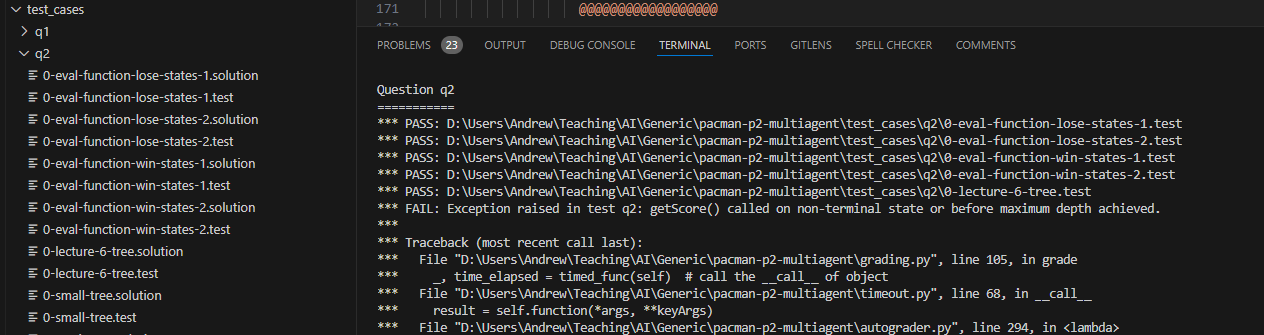 test_cases
q1
q2
0-eval-function-lose-states-1.solution
0-eval-function-lose-states-1.test
0-eval-function-lose-states-2.solution
0-eval-function-lose-states-2.test
0-eval-function-win-states-1.solution
0-eval-function-win-states-1.test
0-eval-function-win-states-2.solution
0-eval-function-win-states-2.test
0-lecture-6-tree.solution
0-lecture-6-tree.test
0-small-tree.solution
0-small-tree.test
171 @@@@@@@@@@@@@@@@@@
PROBLEMS 23 OUTPUT DEBUG CONSOLE TERMINAL PORTS GITLENS SPELL CHECKER COMMENTS
Question q2
===========
*** PASS: D:\Users\Andrew\Teaching\AI\Generic\pacman-p2-multiagent\test_cases\q2\0-eval-function-lose-states-1.test
*** PASS: D:\Users\Andrew\Teaching\AI\Generic\pacman-p2-multiagent\test_cases\q2\0-eval-function-lose-states-2.test
*** PASS: D:\Users\Andrew\Teaching\AI\Generic\pacman-p2-multiagent\test_cases\q2\0-eval-function-win-states-1.test
*** PASS: D:\Users\Andrew\Teaching\AI\Generic\pacman-p2-multiagent\test_cases\q2\0-eval-function-win-states-2.test
*** PASS: D:\Users\Andrew\Teaching\AI\Generic\pacman-p2-multiagent\test_cases\q2\0-lecture-6-tree.test
*** FAIL: Exception raised in test q2: getScore() called on non-terminal state or before maximum depth achieved.
***
*** Traceback (most recent call last):
***   File "D:\Users\Andrew\Teaching\AI\Generic\pacman-p2-multiagent\grading.py", line 105, in grade
***     _, time_elapsed = timed_func(self)  # call the __call__ of object
***   File "D:\Users\Andrew\Teaching\AI\Generic\pacman-p2-multiagent\timeout.py", line 68, in __call__
***     result = self.function(*args, **keyArgs)
***   File "D:\Users\Andrew\Teaching\AI\Generic\pacman-p2-multiagent\autograder.py", line 294, in <lambda>